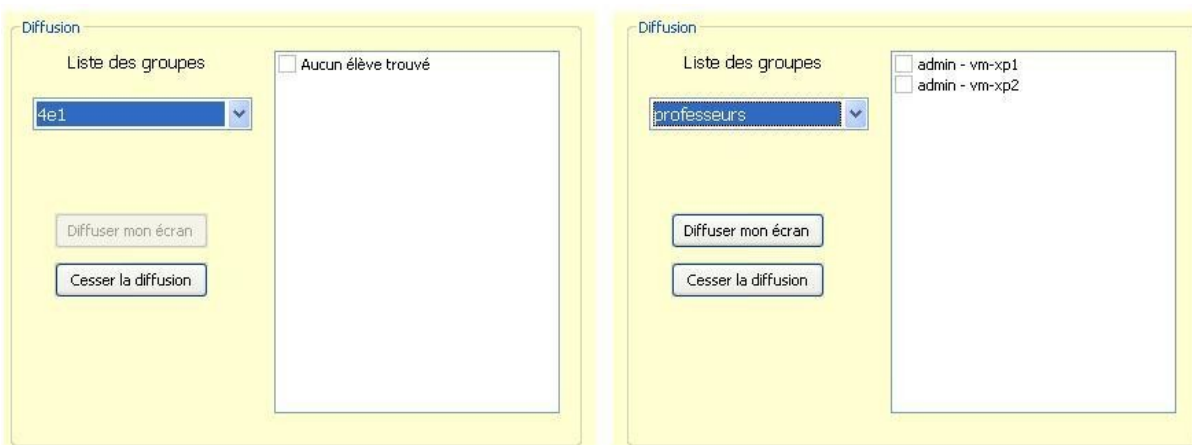 Diffusion
Liste des groupes
4e1
Aucun élève trouvé
Diffuser mon écran
Cesser la diffusion
Diffusion
Liste des groupes
professeurs
admin - vm-xp1
admin - vm-xp2
Diffuser mon écran
Cesser la diffusion